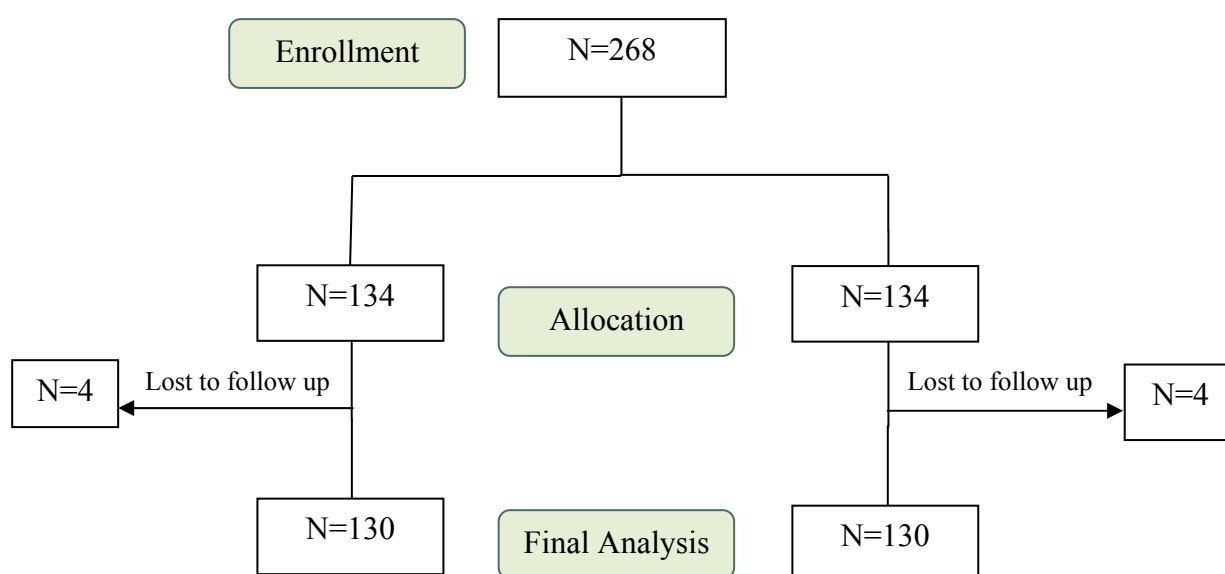 Enrollment
N=268
N=134
Allocation
N=134
N=4
Lost to follow up
Lost to follow up
N=4
N=130
Final Analysis
N=130